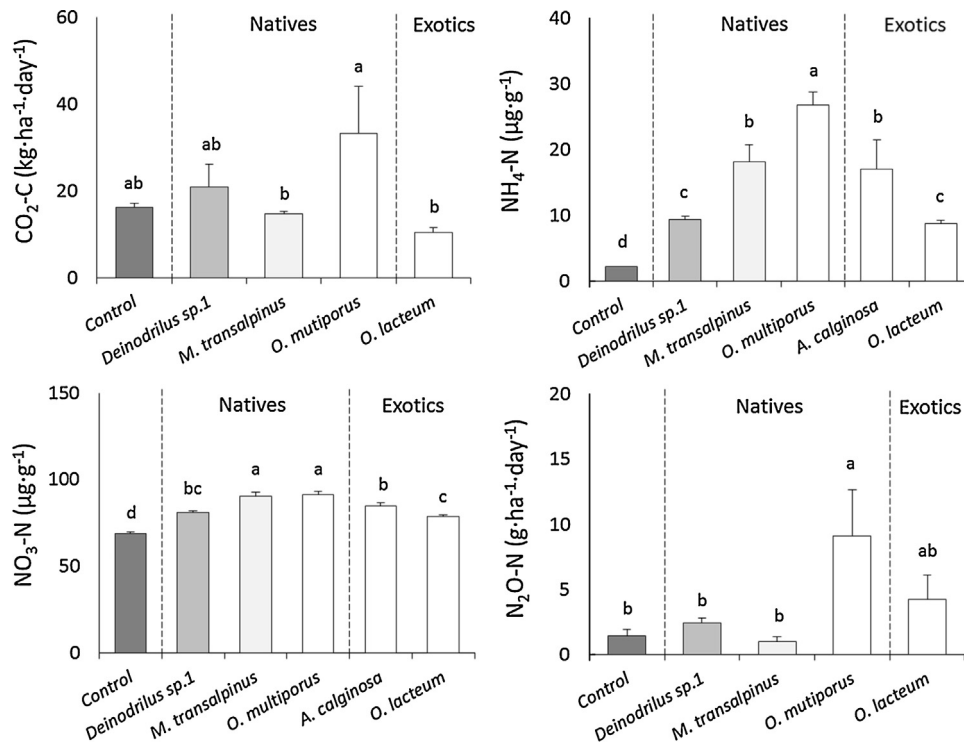 CO₂-C (kg·ha⁻¹·day⁻¹)
60
40
20
0
Natives
Exotics
ab
ab
b
a
b
Control
Deinodrilus sp.1
M. transalpinus
O. mutiporus
O. lacteum
NH₄-N (µg·g⁻¹)
40
30
20
10
0
Natives
Exotics
d
c
b
a
b
c
Control
Deinodrilus sp.1
M. transalpinus
O. multiporus
A. calginosa
O. lacteum
NO₃-N (µg·g⁻¹)
150
100
50
0
Natives
Exotics
d
bc
a
a
b
c
Control
Deinodrilus sp.1
M. transalpinus
O. multiporus
A. calginosa
O. lacteum
N₂O-N (g·ha⁻¹·day⁻¹)
20
15
10
5
0
Natives
Exotics
b
b
b
a
ab
Control
Deinodrilus sp.1
M. transalpinus
O. mutiporus
O. lacteum